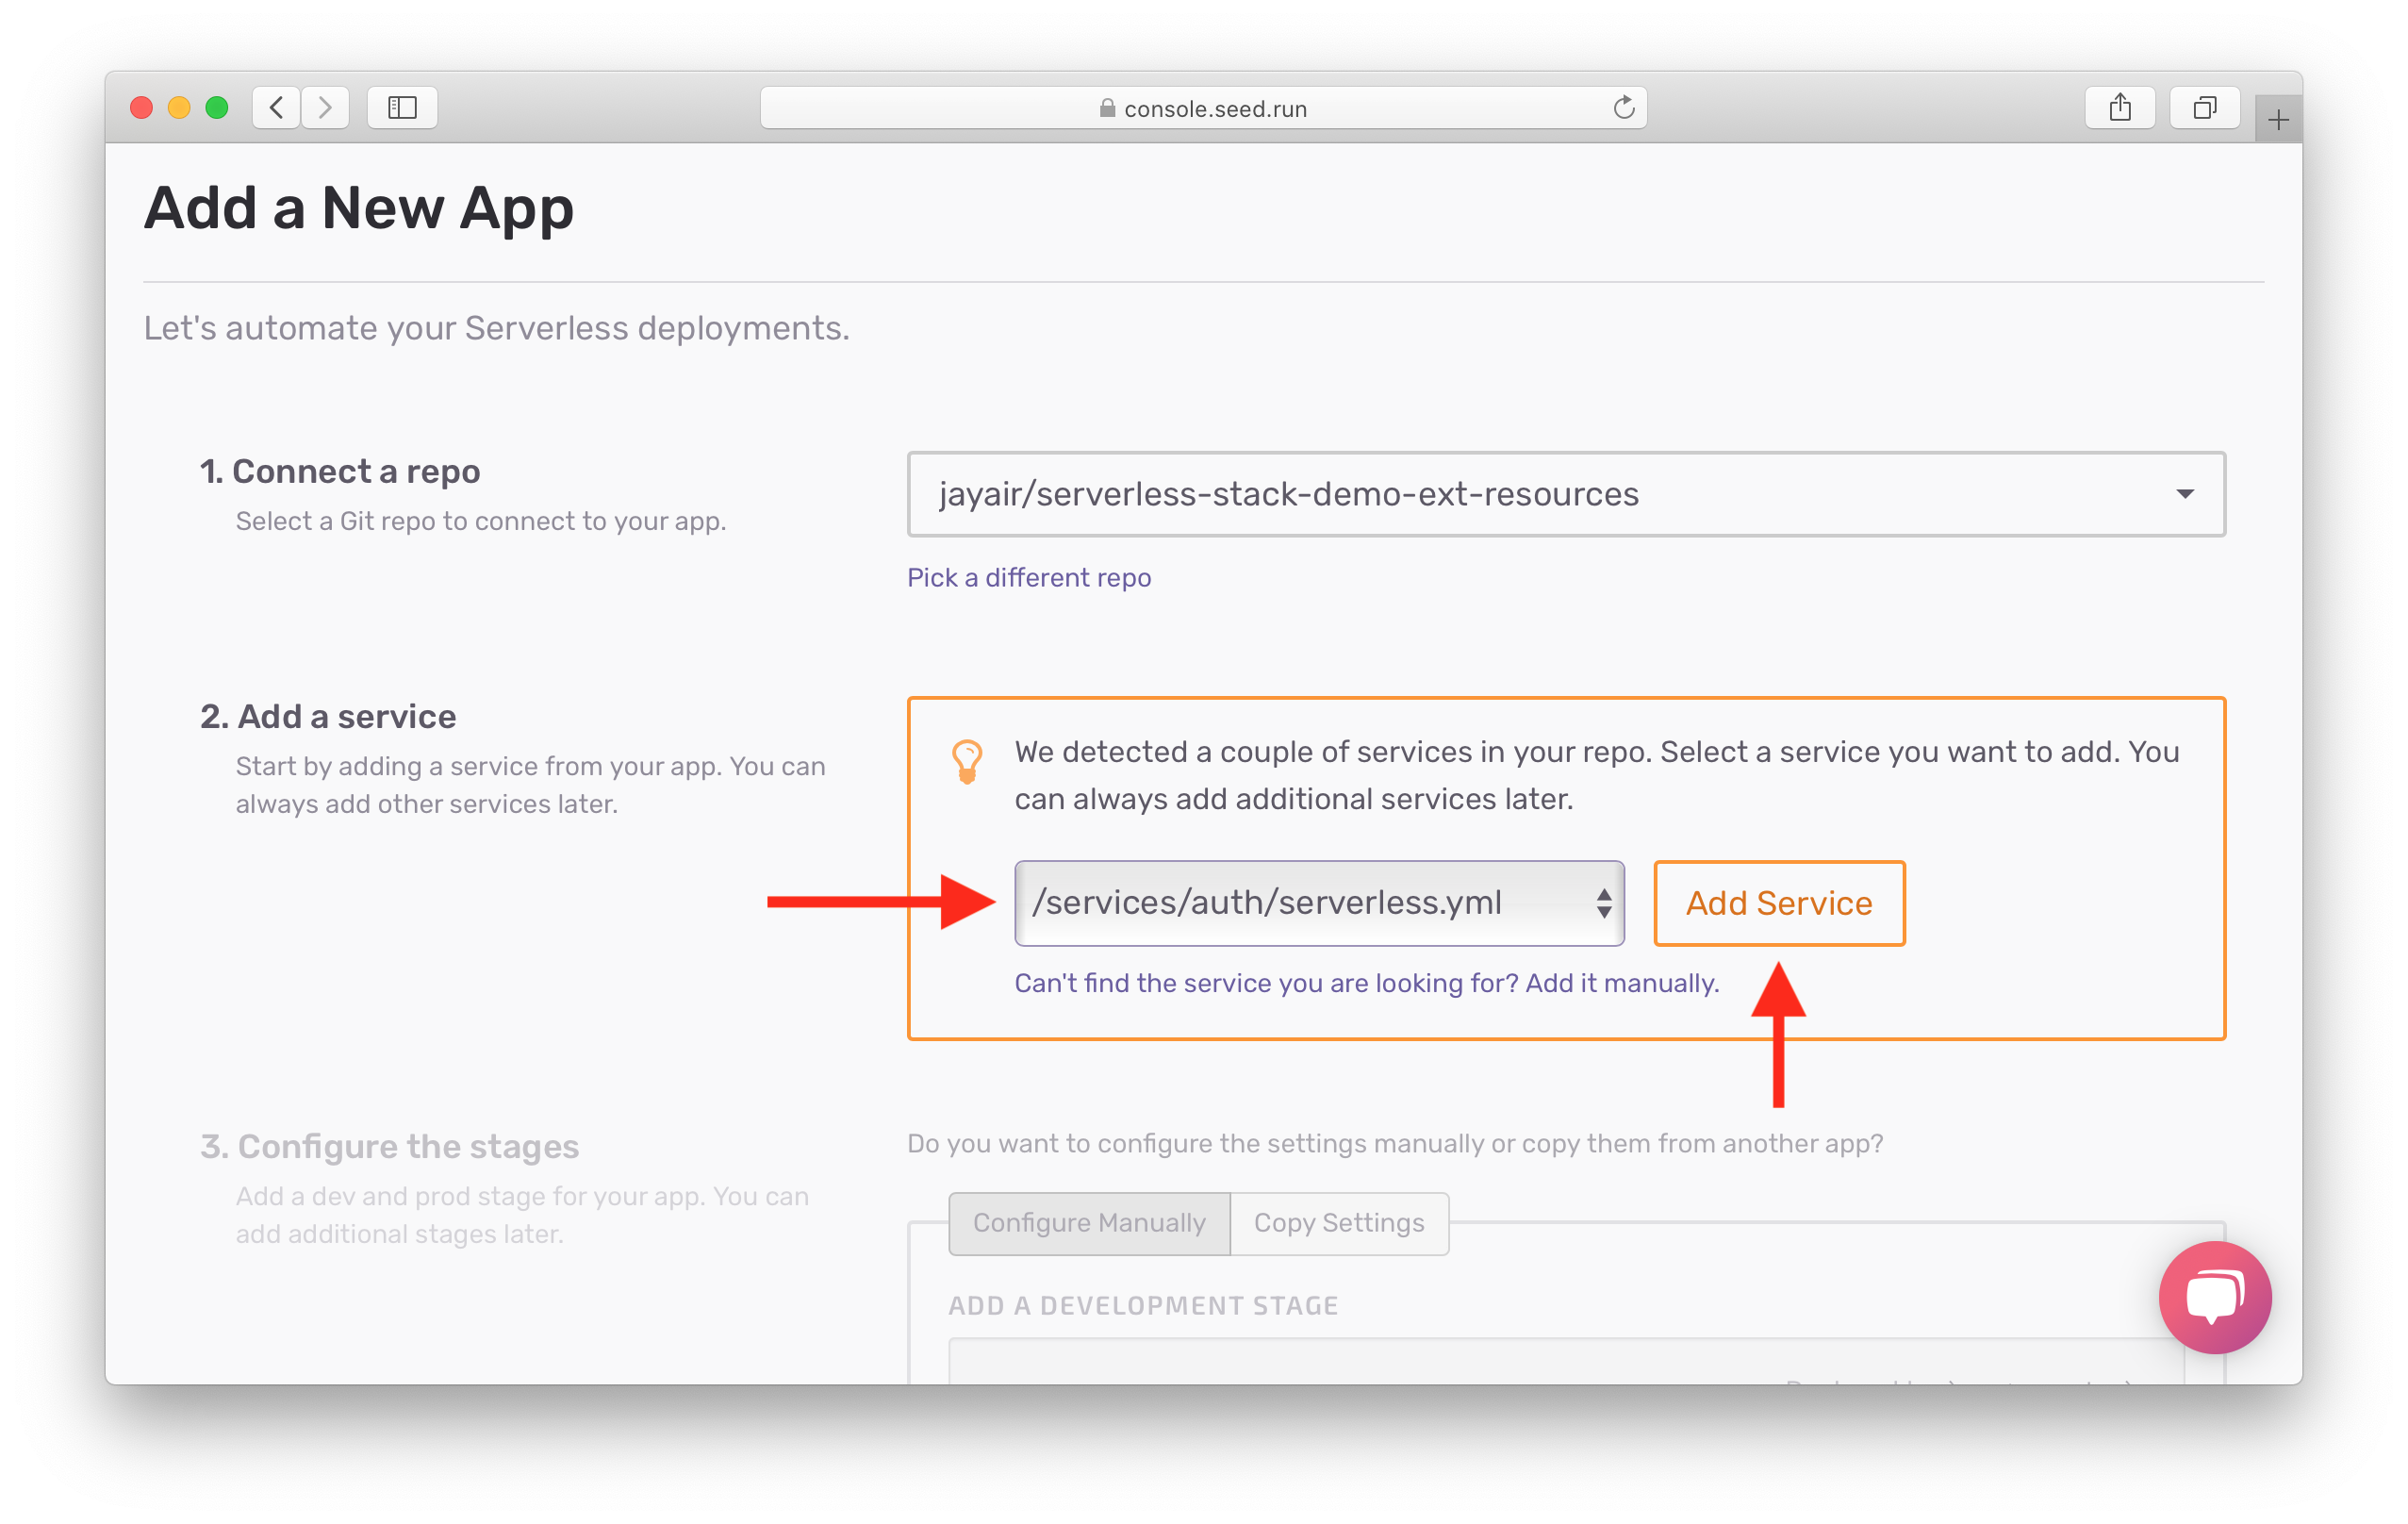 console.seed.run
Add a New App
Let's automate your Serverless deployments.
1. Connect a repo
Select a Git repo to connect to your app.
jayair/serverless-stack-demo-ext-resources
Pick a different repo
2. Add a service
Start by adding a service from your app. You can
always add other services later.
We detected a couple of services in your repo. Select a service you want to add. You
can always add additional services later.
/services/auth/serverless.yml
Add Service
Can't find the service you are looking for? Add it manually.
3. Configure the stages
Add a dev and prod stage for your app. You can
add additional stages later.
Do you want to configure the settings manually or copy them from another app?
Configure Manually
Copy Settings
ADD A DEVELOPMENT STAGE